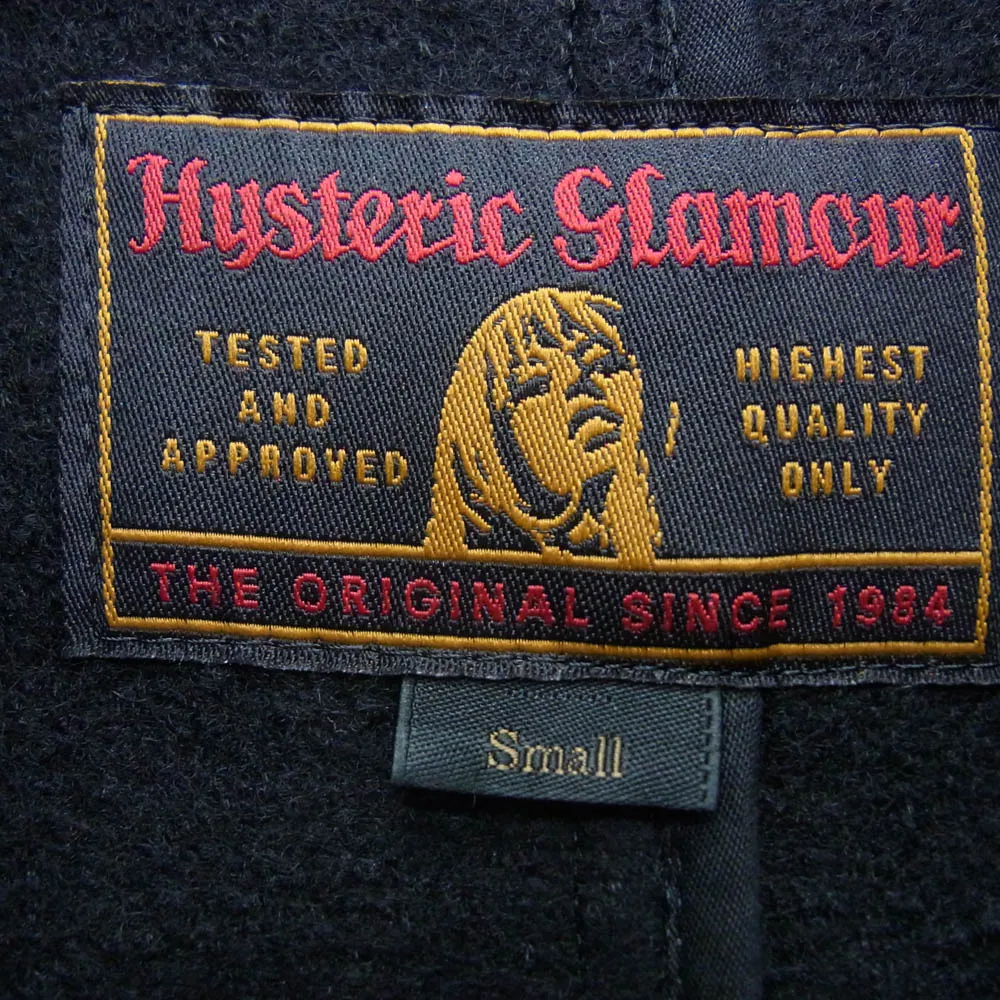 Hysteric Glamour
TESTED
AND
APPROVED
HIGHEST
QUALITY
ONLY
THE ORIGINAL SINCE 1984
Small